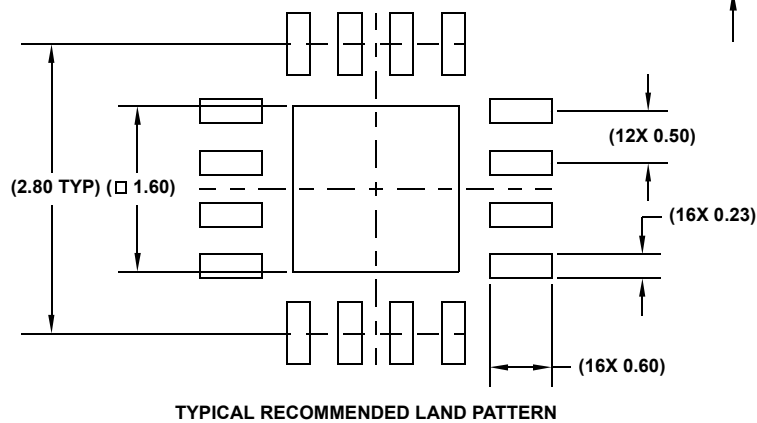 (12X 0.50)
(2.80 TYP) (□ 1.60)
(16X 0.23)
(16X 0.60)
TYPICAL RECOMMENDED LAND PATTERN